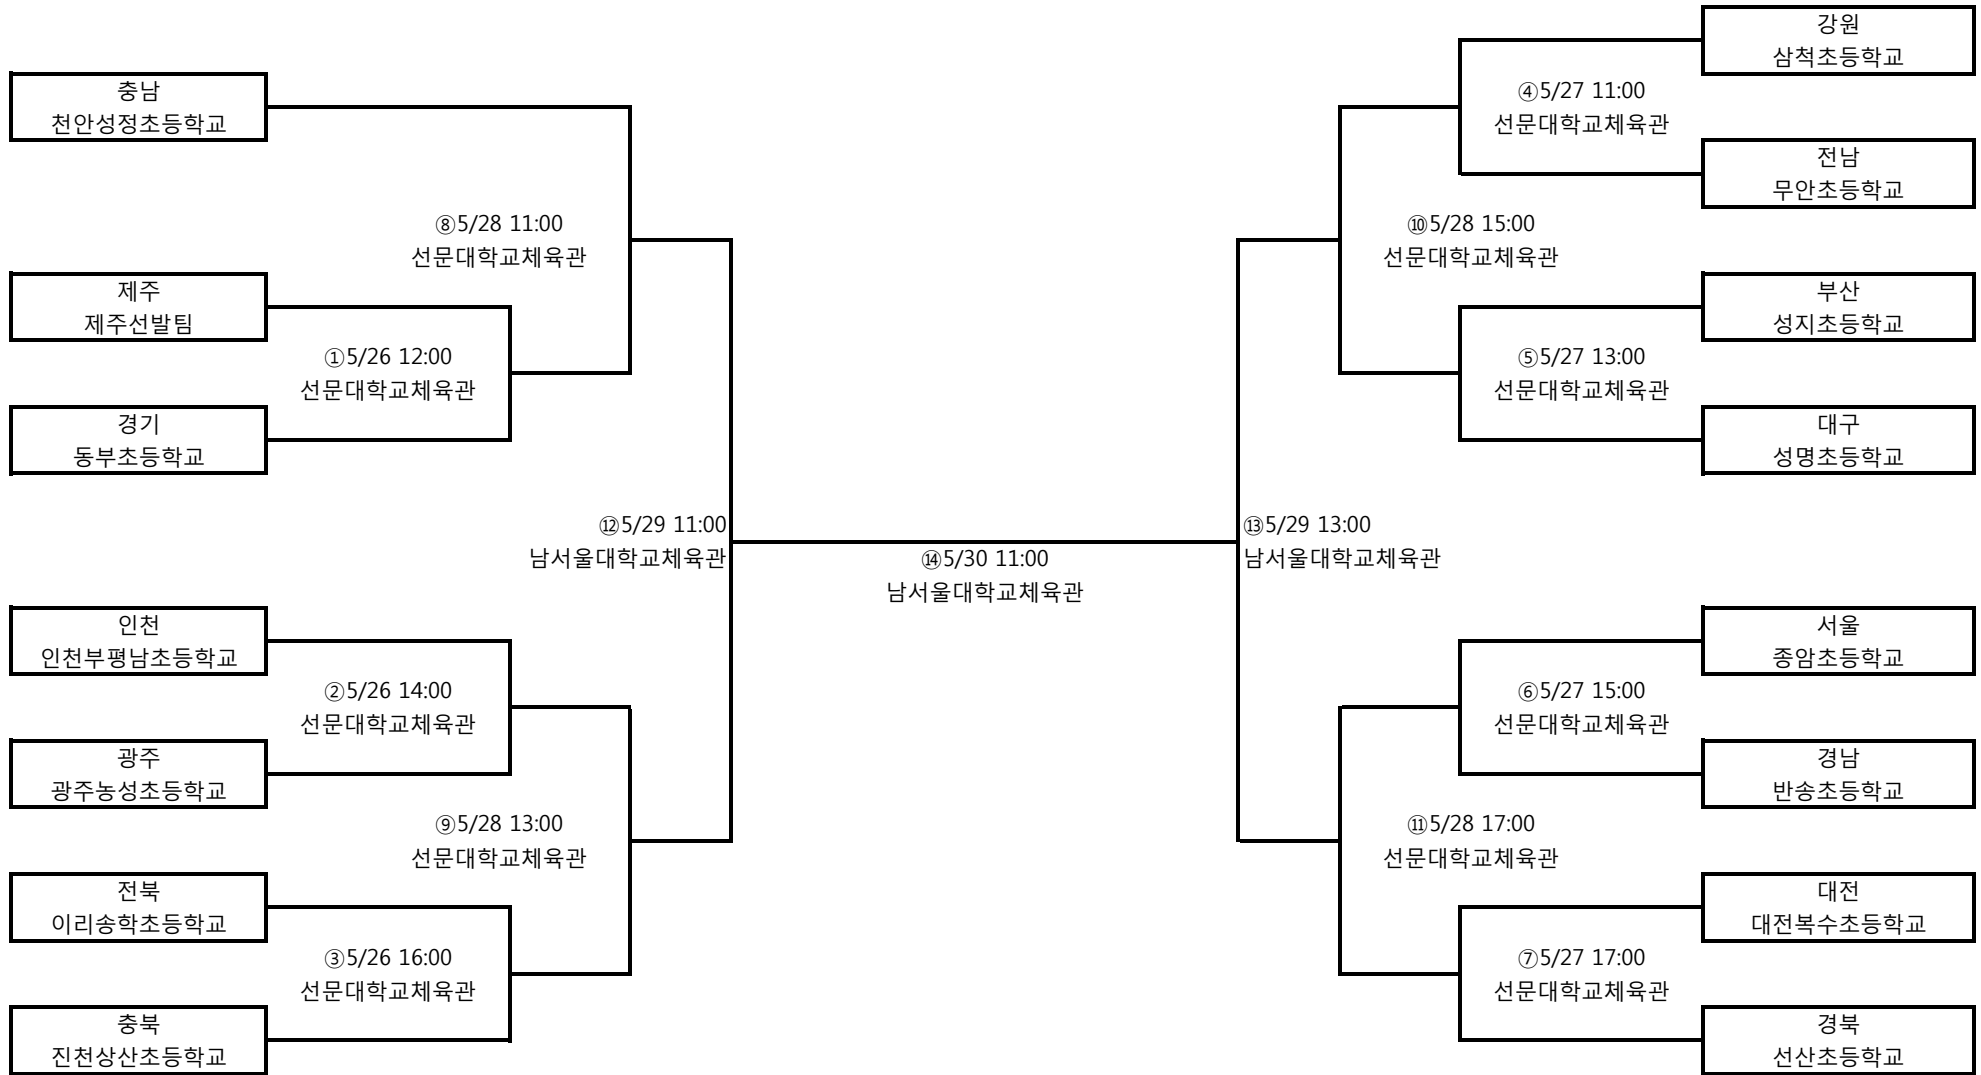 충남
천안성정초등학교
⑧5/28 11:00
선문대학교체육관
제주
제주선발팀
①5/26 12:00
선문대학교체육관
경기
동부초등학교
⑫5/29 11:00
남서울대학교체육관
인천
인천부평남초등학교
②5/26 14:00
선문대학교체육관
광주
광주농성초등학교
⑨5/28 13:00
선문대학교체육관
전북
이리송학초등학교
③5/26 16:00
선문대학교체육관
충북
진천상산초등학교
⑭5/30 11:00
남서울대학교체육관
강원
삼척초등학교
④5/27 11:00
선문대학교체육관
전남
무안초등학교
⑩5/28 15:00
선문대학교체육관
부산
성지초등학교
⑤5/27 13:00
선문대학교체육관
대구
성명초등학교
⑬5/29 13:00
남서울대학교체육관
서울
종암초등학교
⑥5/27 15:00
선문대학교체육관
경남
반송초등학교
⑪5/28 17:00
선문대학교체육관
대전
대전복수초등학교
⑦5/27 17:00
선문대학교체육관
경북
선산초등학교